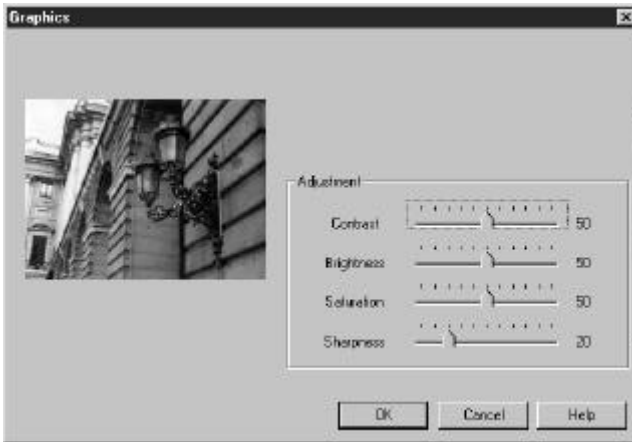 Graphics
Adjustment
Contrast 50
Brightness 50
Saturation 50
Sharpness 20
OK Cancel Help